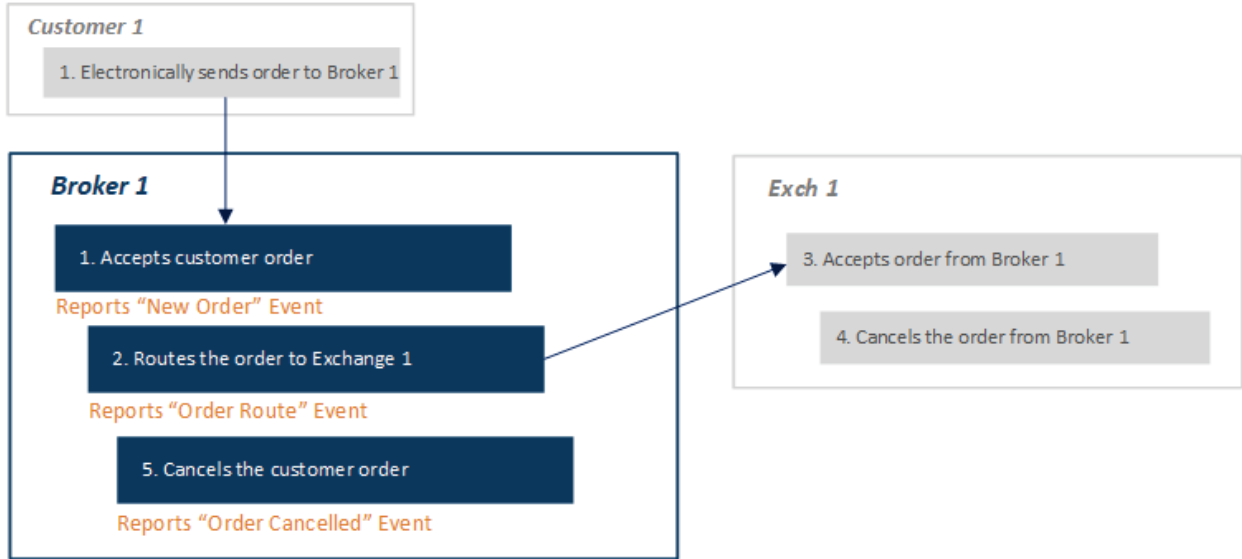 Customer 1
1. Electronically sends order to Broker 1
Broker 1
1. Accepts customer order
Reports “New Order” Event
2. Routes the order to Exchange 1
Reports “Order Route” Event
5. Cancels the customer order
Reports “Order Cancelled” Event
Exch 1
3. Accepts order from Broker 1
4. Cancels the order from Broker 1